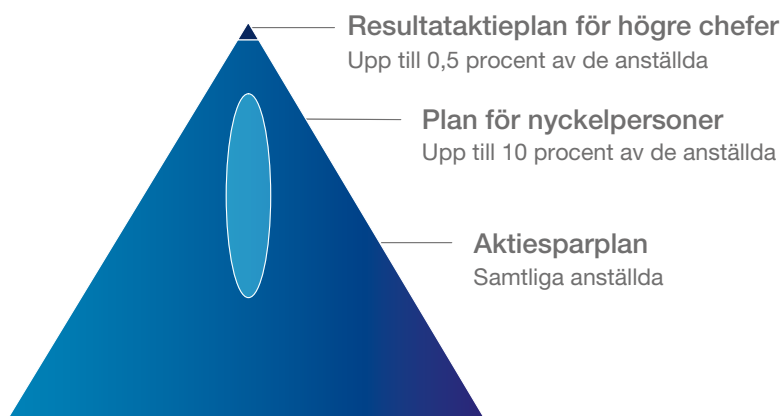 Resultataktieplan för högre chefer
Upp till 0,5 procent av de anställda
Plan för nyckelpersoner
Upp till 10 procent av de anställda
Aktiesparplan
Samtliga anställda